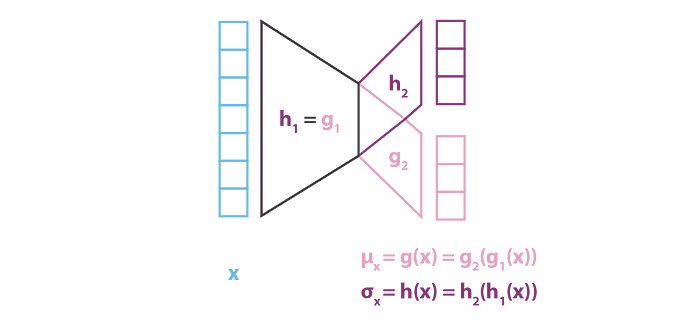 h₂
h₁ = g₁
g₂
μₓ = g(x) = g₂(g₁(x))
x
σₓ = h(x) = h₂(h₁(x))